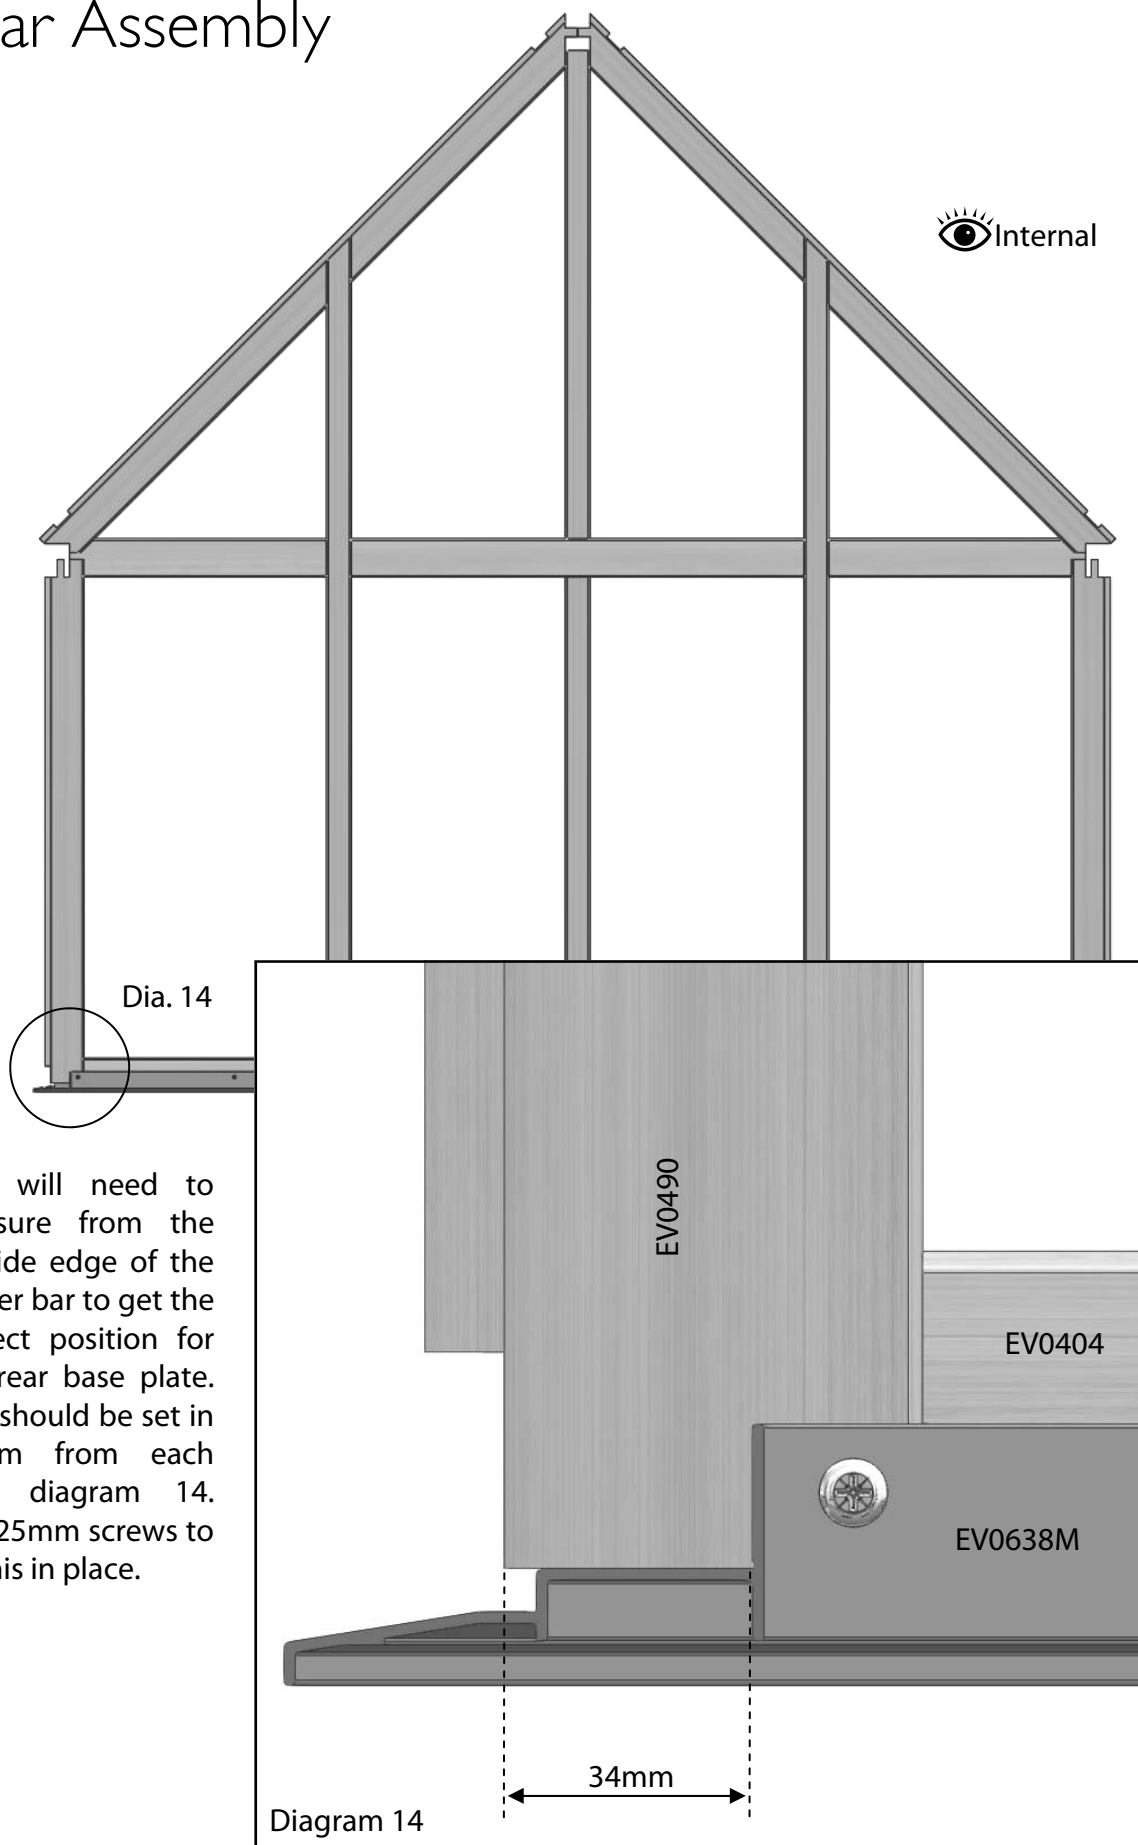 ar Assembly
Internal
Dia. 14
will need to
sure from the
ide edge of the
er bar to get the
ect position for
rear base plate.
should be set in
m from each
diagram 14.
25mm screws to
his in place.
EV0490
EV0404
EV0638M
34mm
Diagram 14